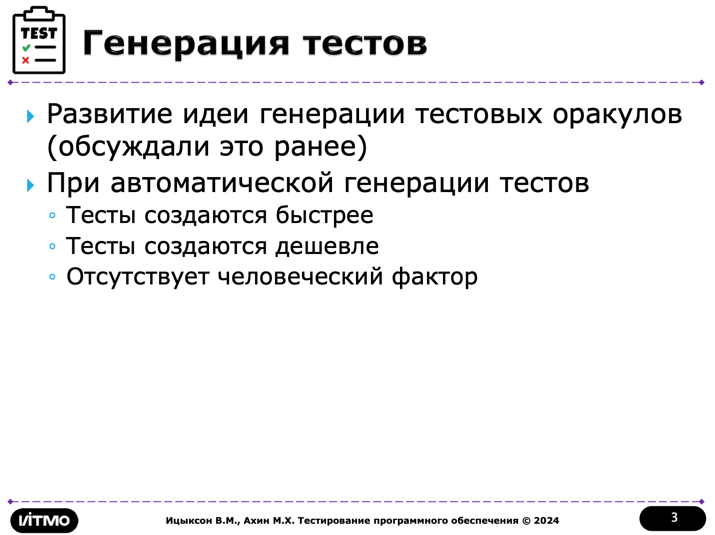 TEST
Генерация тестов
Развитие идеи генерации тестовых оракулов
(обсуждали это ранее)
При автоматической генерации тестов
Тесты создаются быстрее
Тесты создаются дешевле
Отсутствует человеческий фактор
ИТМО
Ицыксон В.М., Ахин М.Х. Тестирование программного обеспечения © 2024
3